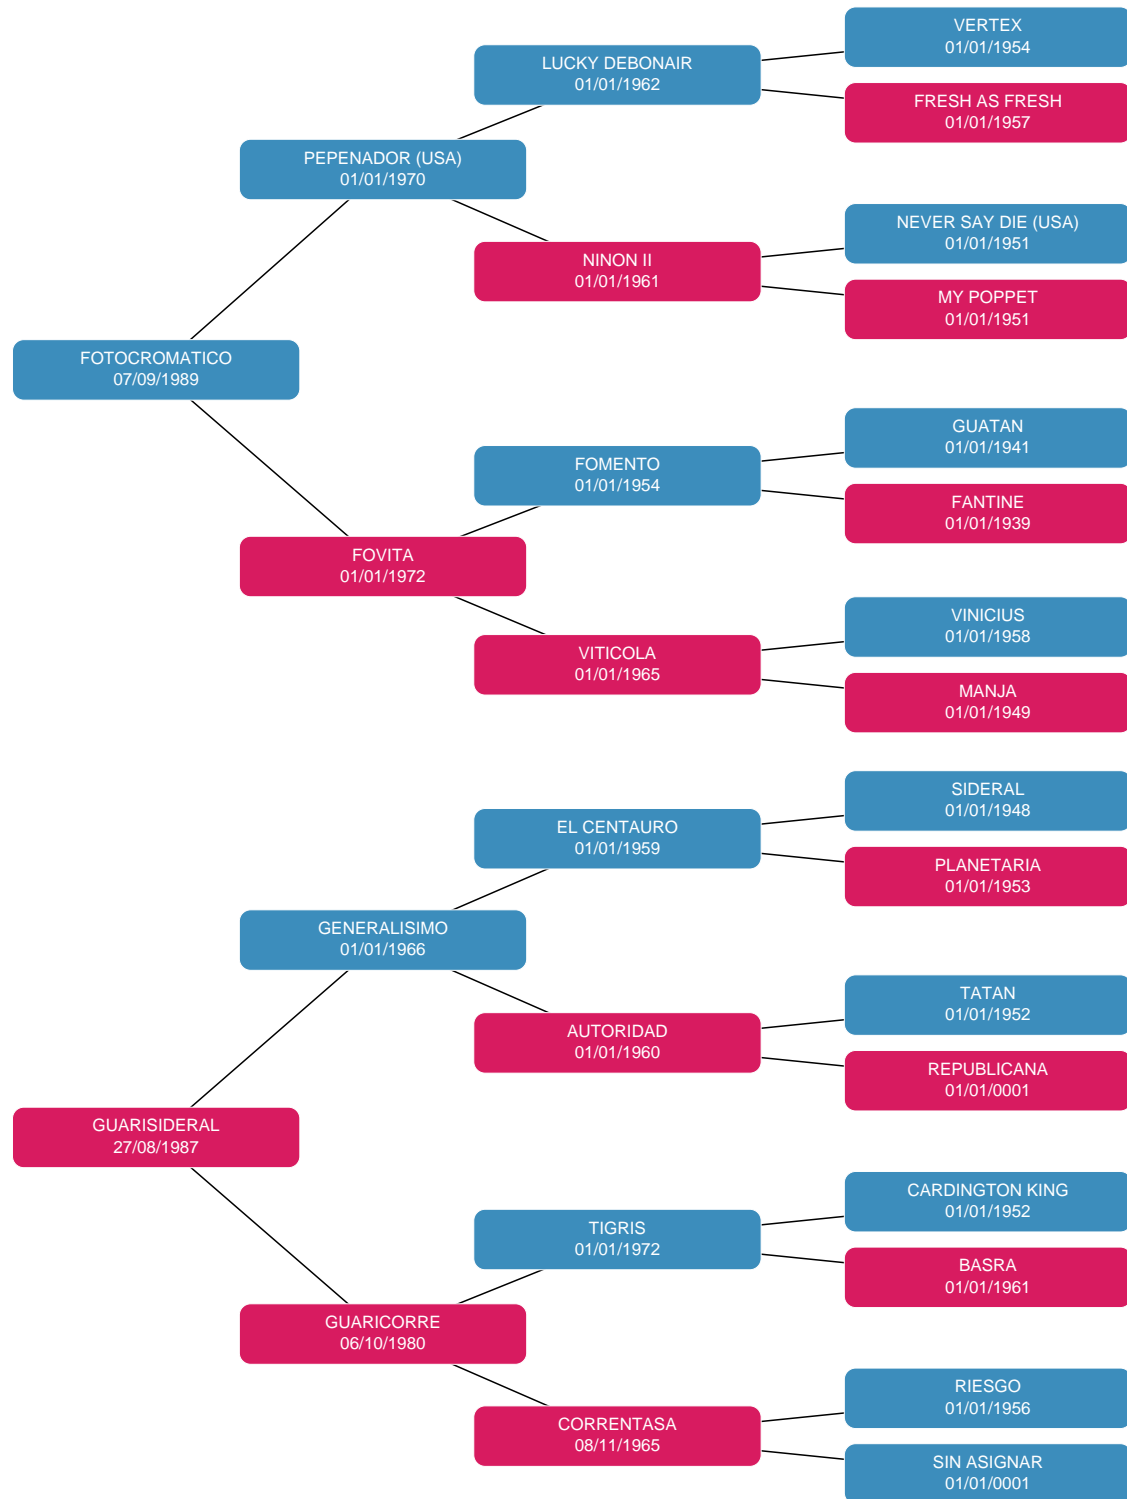 VERTEX
01/01/1954
LUCKY DEBONAIR
01/01/1962
FRESH AS FRESH
01/01/1957
PEPENADOR (USA)
01/01/1970
NEVER SAY DIE (USA)
01/01/1951
NINON II
01/01/1961
MY POPPET
01/01/1951
FOTOCROMATICO
07/09/1989
GUATAN
01/01/1941
FOMENTO
01/01/1954
FANTINE
01/01/1939
FOVITA
01/01/1972
VINICIUS
01/01/1958
VITICOLA
01/01/1965
MANJA
01/01/1949
SIDERAL
01/01/1948
EL CENTAURO
01/01/1959
PLANETARIA
01/01/1953
GENERALISIMO
01/01/1966
TATAN
01/01/1952
AUTORIDAD
01/01/1960
REPUBLICANA
01/01/0001
GUARISIDERAL
27/08/1987
CARDINGTON KING
01/01/1952
TIGRIS
01/01/1972
BASRA
01/01/1961
GUARICORRE
06/10/1980
RIESGO
01/01/1956
CORRENTASA
08/11/1965
SIN ASIGNAR
01/01/0001